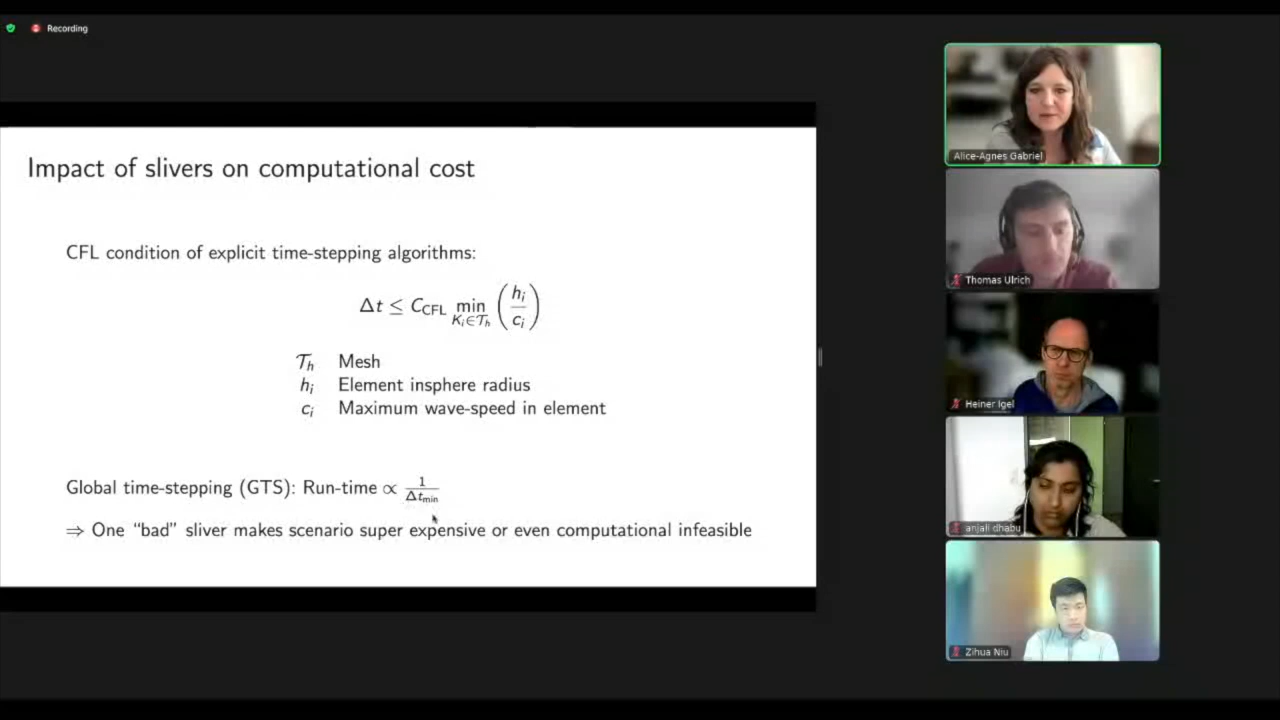 Recording
Impact of slivers on computational cost
CFL condition of explicit time-stepping algorithms:
Δt ≤ C_CFL min_{K_i∈𝒯_h} (h_i / c_i)
𝒯_h Mesh
h_i Element insphere radius
c_i Maximum wave-speed in element
Global time-stepping (GTS): Run-time ∝ 1/Δt_min
⇒ One “bad” sliver makes scenario super expensive or even computational infeasible
Alice-Agnes Gabriel
Thomas Ulrich
Heiner Igel
anjali dhabu
Zihua Niu